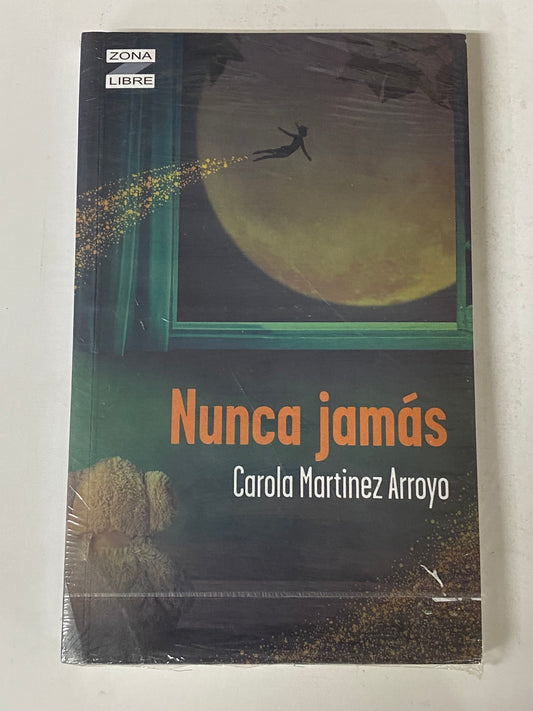 ZONA
LIBRE
Nunca jamás
Carola Martinez Arroyo